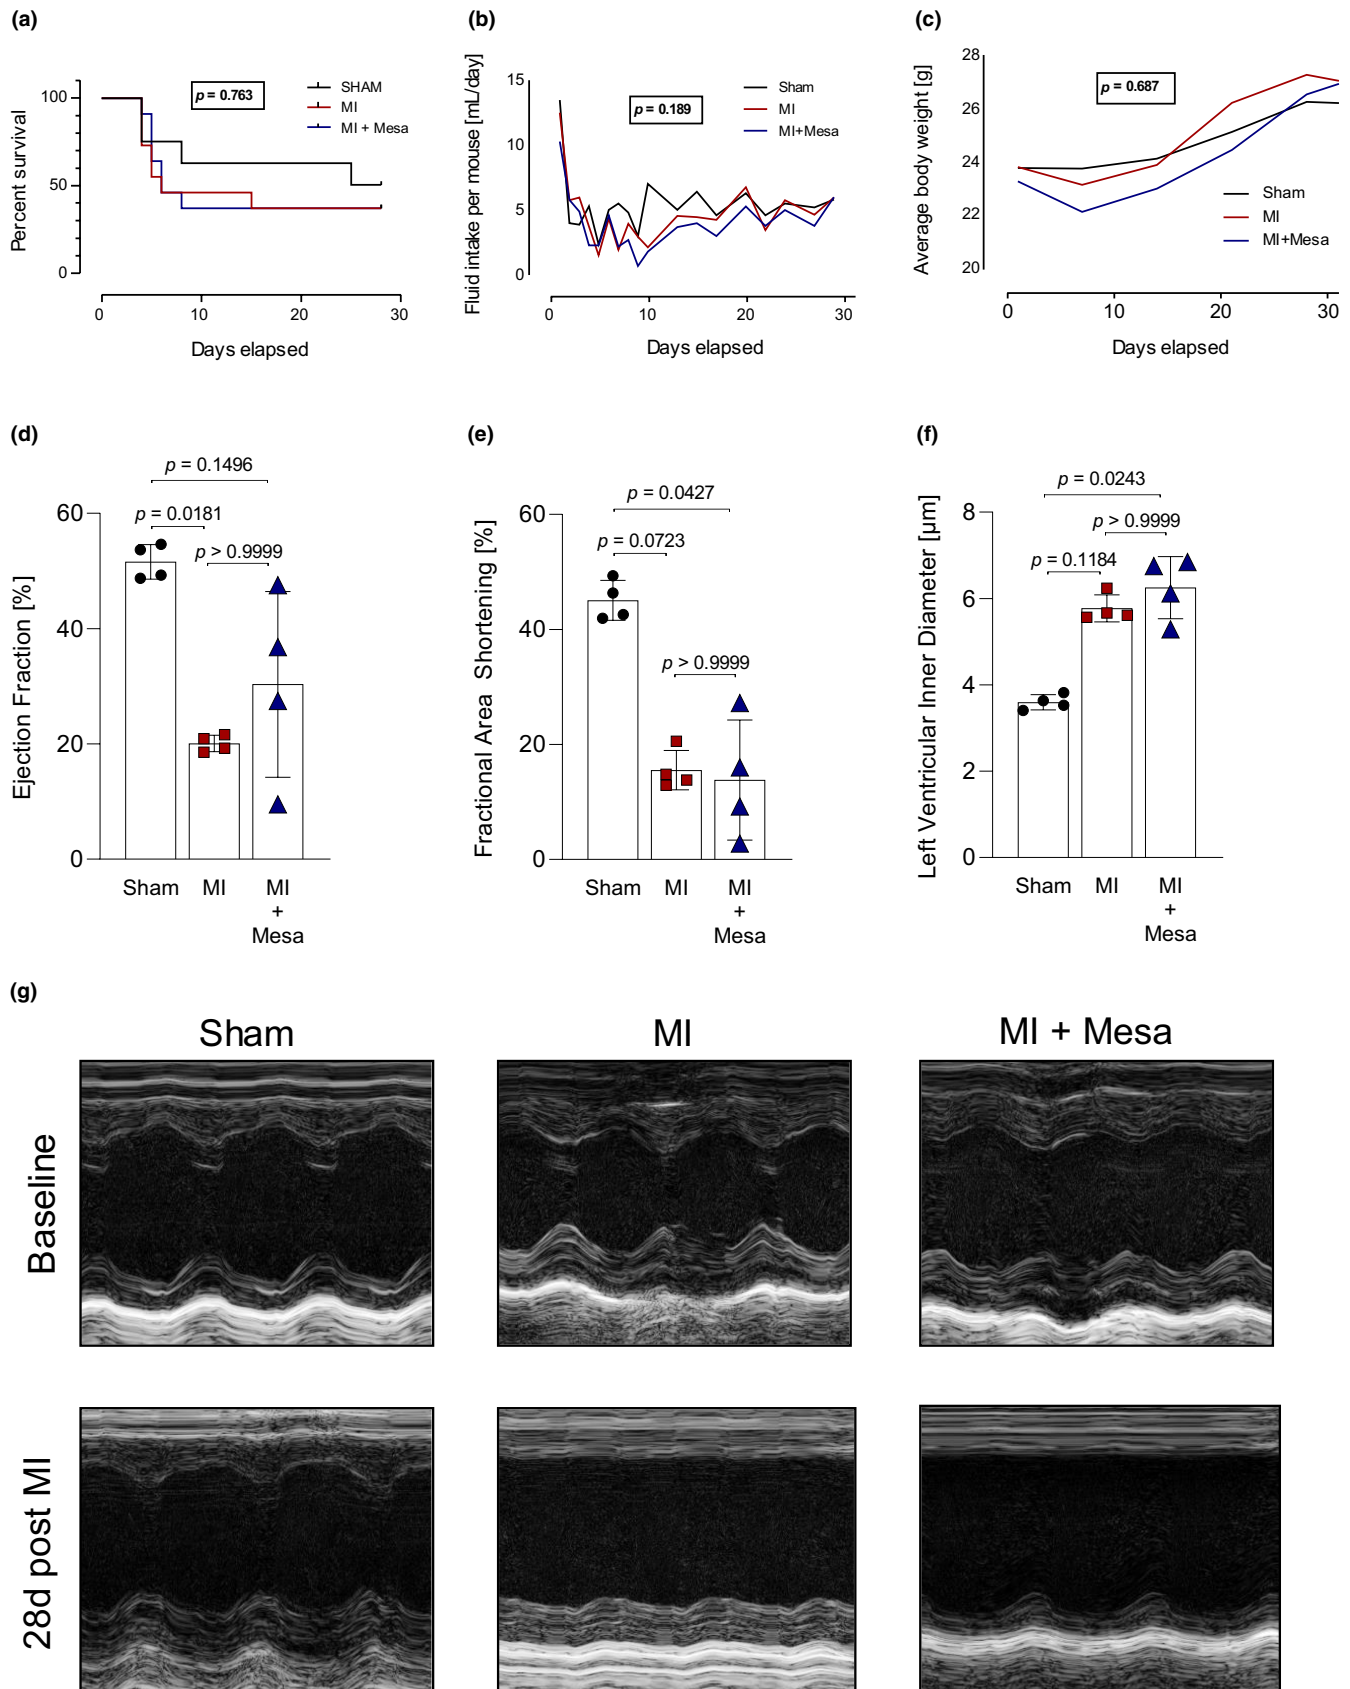 (a)
100
50
0
Percent survival
p = 0.763
SHAM
MI
MI + Mesa
0 10 20 30
Days elapsed
(b)
15
10
5
0
Fluid intake per mouse [mL/day]
p = 0.189
Sham
MI
MI+Mesa
0 10 20 30
Days elapsed
(c)
28
26
24
22
20
Average body weight [g]
p = 0.687
Sham
MI
MI+Mesa
0 10 20 30
Days elapsed
(d)
p = 0.1496
p = 0.0181
p > 0.9999
60
40
20
0
Ejection Fraction [%]
Sham MI MI
+
Mesa
(e)
p = 0.0427
p = 0.0723
p > 0.9999
60
40
20
0
Fractional Area Shortening [%]
Sham MI MI
+
Mesa
(f)
p = 0.0243
p > 0.9999
p = 0.1184
8
6
4
2
0
Left Ventricular Inner Diameter [µm]
Sham MI MI
+
Mesa
(g)
Sham MI MI + Mesa
Baseline
28d post MI